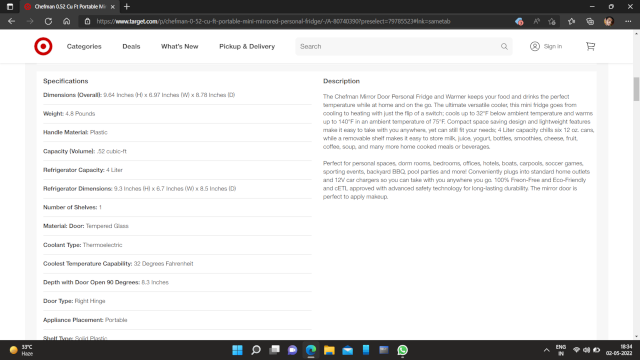 Chefman 0.52 Cu Ft Portable Min
https://www.target.com/p/chefman-0-52-cu-ft-portable-mini-mirrored-personal-fridge/-/A-80740390?preselect=79785523#lnk=sametab
Categories Deals What's New Pickup & Delivery Search Sign in
Specifications
Dimensions (Overall): 9.64 Inches (H) x 6.97 Inches (W) x 8.78 Inches (D)
Weight: 4.8 Pounds
Handle Material: Plastic
Capacity (Volume): .52 cubic-ft
Refrigerator Capacity: 4 Liter
Refrigerator Dimensions: 9.3 Inches (H) x 6.7 Inches (W) x 8.5 Inches (D)
Number of Shelves: 1
Material: Door: Tempered Glass
Coolant Type: Thermoelectric
Coolest Temperature Capability: 32 Degrees Fahrenheit
Depth with Door Open 90 Degrees: 8.3 Inches
Door Type: Right Hinge
Appliance Placement: Portable
Shelf Type: Solid Plastic
Description
The Chefman Mirror Door Personal Fridge and Warmer keeps your food and drinks the perfect
temperature while at home and on the go. The ultimate versatile cooler, this mini fridge goes from
cooling to heating with just the flip of a switch; cools up to 32°F below ambient temperature and warms
up to 140°F in an ambient temperature of 75°F. Compact space saving design and lightweight features
make it easy to take with you anywhere, yet can still fit your needs; 4 Liter capacity chills six 12 oz. cans,
while a removable shelf makes it easy to store milk, juice, yogurt, bottles, smoothies, cheese, fruit,
coffee, soup, and many more home cooked meals or beverages.
Perfect for personal spaces, dorm rooms, bedrooms, offices, hotels, boats, carpools, soccer games,
sporting events, backyard BBQ, pool parties and more! Conveniently plugs into standard home outlets
and 12V car chargers so you can take with you anywhere you go. 100% Freon-Free and Eco-Friendly
and cETL approved with advanced safety technology for long-lasting durability. The mirror door is
perfect to apply makeup.
33°C
Haze
ENG
IN
18:34
02-05-2022